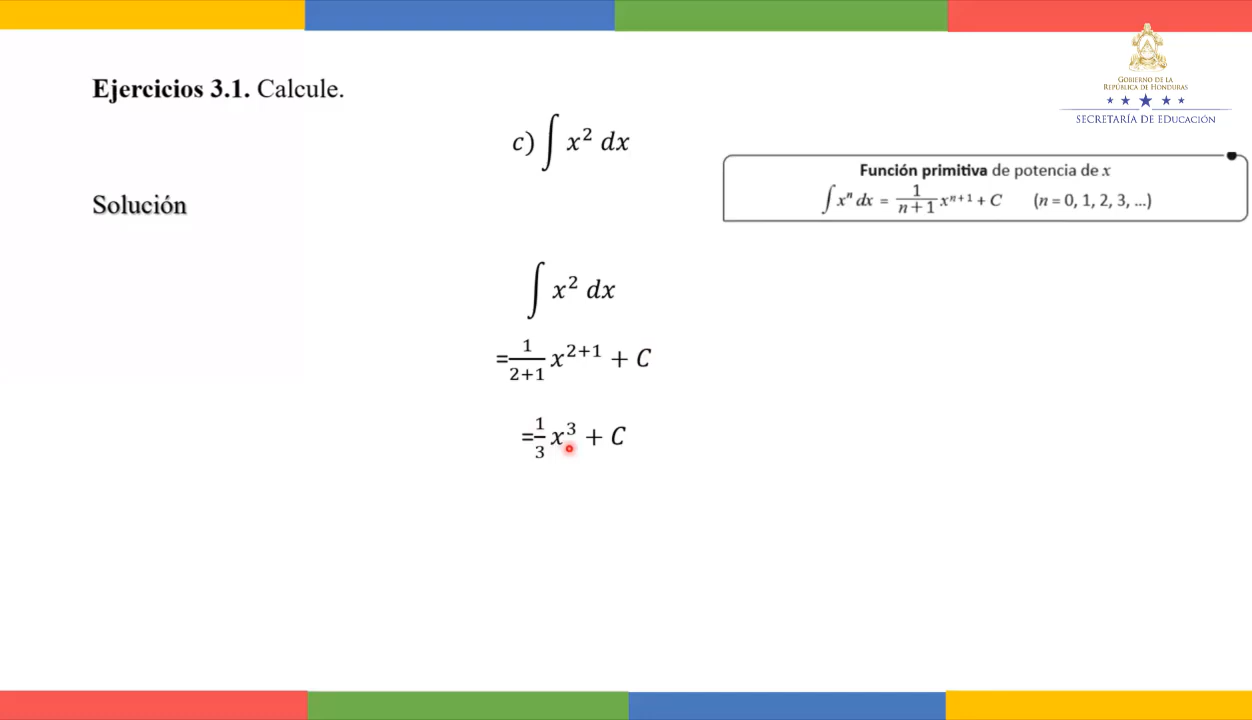 Ejercicios 3.1. Calcule.
GOBIERNO DE LA
REPÚBLICA DE HONDURAS
SECRETARÍA DE EDUCACIÓN
c) ∫ x² dx
Función primitiva de potencia de x
∫ xⁿ dx = 1/(n+1) xⁿ⁺¹ + C (n = 0, 1, 2, 3, ...)
Solución
∫ x² dx
=1/(2+1) x²⁺¹ + C
=1/3 x³ + C